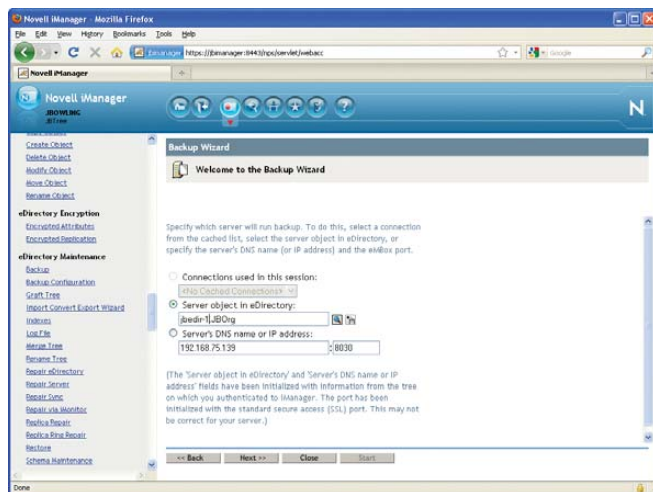 Novell iManager - Mozilla Firefox
File Edit View History Bookmarks Tools Help
jbimanager https://jbimanager:8443/nps/servlet/webacc
Google
Novell iManager
Novell iManager
JBOWLING
JBTree
N
Create Object
Delete Object
Modify Object
Move Object
Rename Object
eDirectory Encryption
Encrypted Attributes
Encrypted Replication
eDirectory Maintenance
Backup
Backup Configuration
Graft Tree
Import Convert Export Wizard
Indexes
Log File
Merge Tree
Rename Tree
Repair eDirectory
Repair Server
Repair Sync
Repair via iMonitor
Replica Repair
Replica Ring Repair
Restore
Schema Maintenance
Backup Wizard
Welcome to the Backup Wizard
Specify which server will run backup. To do this, select a connection
from the cached list, select the server object in eDirectory, or
specify the server's DNS name (or IP address) and the eMBox port.
Connections used in this session:
<No Cached Connections>
Server object in eDirectory:
jbedir-1.JBOrg
Server's DNS name or IP address:
192.168.75.139 : 8030
(The 'Server object in eDirectory' and 'Server's DNS name or IP
address' fields have been initialized with information from the tree
on which you authenticated to iManager. The port has been
initialized with the standard secure access (SSL) port. This may not
be correct for your server.)
<< Back Next >> Close Start
Done